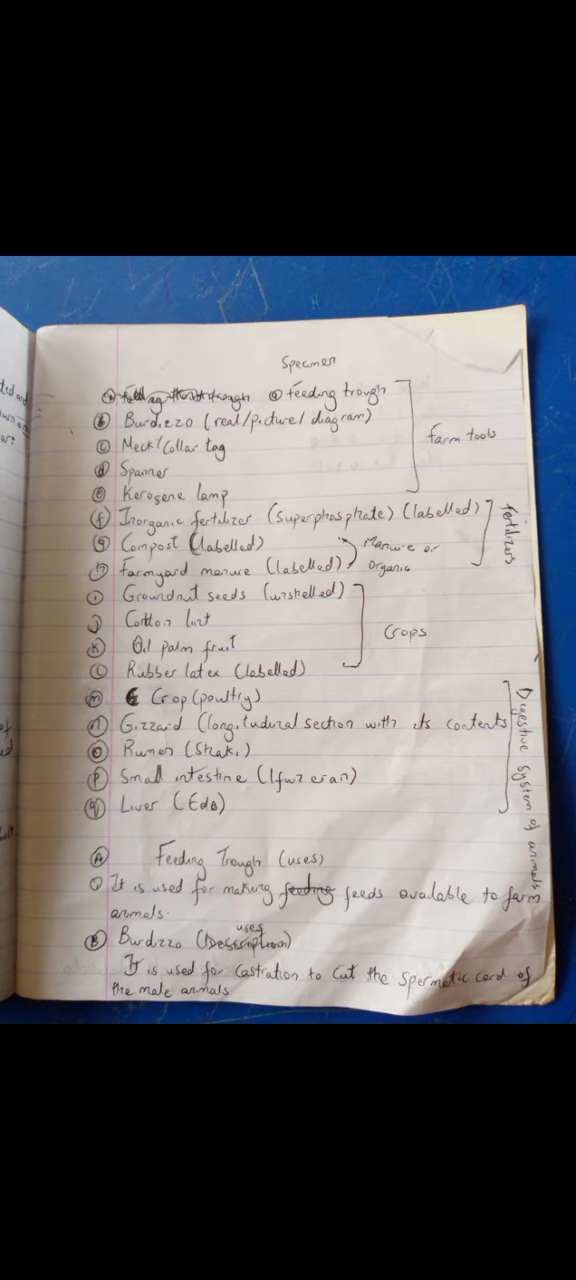 Specimen
ⓐ feeding trough
ⓑ Burdizzo (real/picture/ diagram)
ⓒ Neck/Collar tag
ⓓ Spanner
ⓔ Kerosene lamp
Farm tools
ⓕ Inorganic fertilizer (superphosphate) (labelled)
ⓖ Compost (labelled)
ⓗ Farmyard manure (labelled)
Manure or
Organic
Fertilizers
ⓘ Groundnut seeds (unshelled)
ⓙ Cotton lint
ⓚ Oil palm fruit
ⓛ Rubber latex (labelled)
Crops
ⓜ Crop (poultry)
ⓝ Gizzard (longitudunal section with its contents
ⓞ Rumen (Shaki)
ⓟ Small intestine (Ifun eran)
ⓠ Liver (Edo)
Digestive system of animals
Ⓐ Feeding Trough (uses)
It is used for making feeds available to farm
animals.
Ⓑ Burdizzo (uses)
It is used for castration to cut the spermatic cord of
the male animals